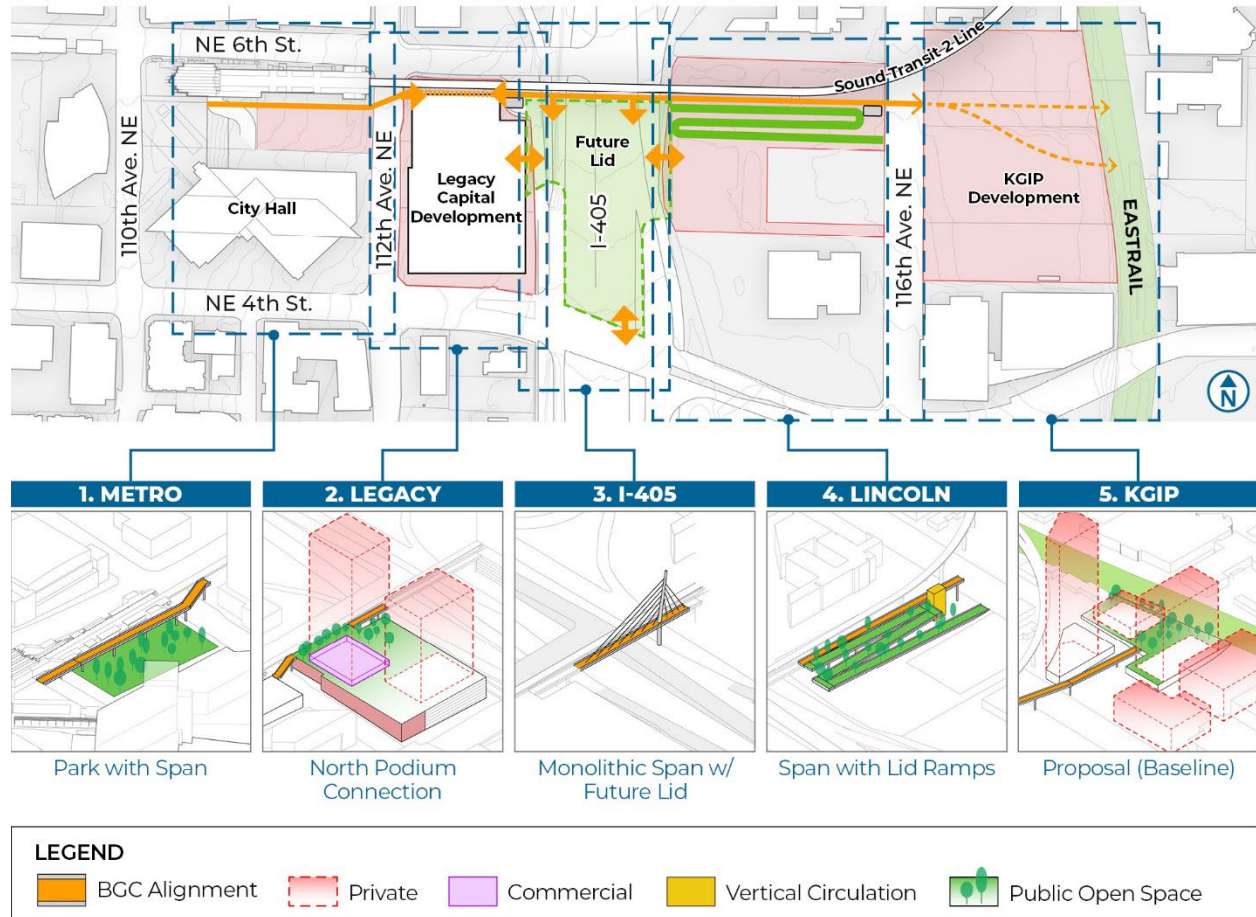 NE 6th St.
Sound Transit 2 Line
110th Ave. NE
112th Ave. NE
City Hall
Legacy
Capital
Development
Future
Lid
I-405
116th Ave. NE
KGIP
Development
EASTRAIL
NE 4th St.
N
1. METRO
2. LEGACY
3. I-405
4. LINCOLN
5. KGIP
Park with Span
North Podium
Connection
Monolithic Span w/
Future Lid
Span with Lid Ramps
Proposal (Baseline)
LEGEND
BGC Alignment
Private
Commercial
Vertical Circulation
Public Open Space